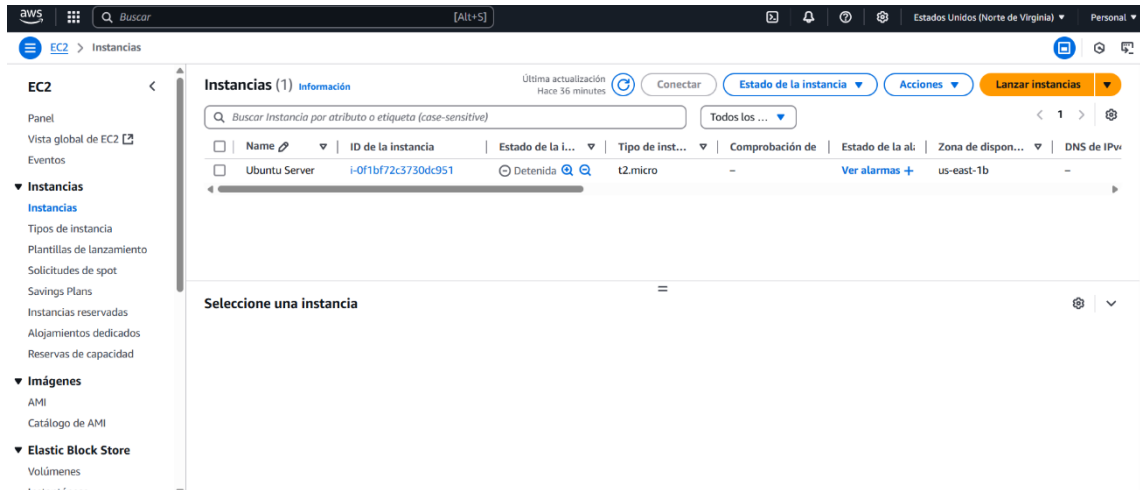 aws
Buscar
[Alt+S]
Estados Unidos (Norte de Virginia)
Personal
EC2 > Instancias
EC2
Panel
Vista global de EC2
Eventos
Instancias
Instancias
Tipos de instancia
Plantillas de lanzamiento
Solicitudes de spot
Savings Plans
Instancias reservadas
Alojamientos dedicados
Reservas de capacidad
Imágenes
AMI
Catálogo de AMI
Elastic Block Store
Volúmenes
Instancias (1) Información
Última actualización
Hace 36 minutes
Conectar
Estado de la instancia
Acciones
Lanzar instancias
Buscar Instancia por atributo o etiqueta (case-sensitive)
Todos los ...
< 1 >
Name | ID de la instancia | Estado de la i... | Tipo de inst... | Comprobación de | Estado de la al | Zona de dispon... | DNS de IPv
Ubuntu Server i-0f1bf72c3730dc951 Detenida t2.micro – Ver alarmas + us-east-1b –
Seleccione una instancia